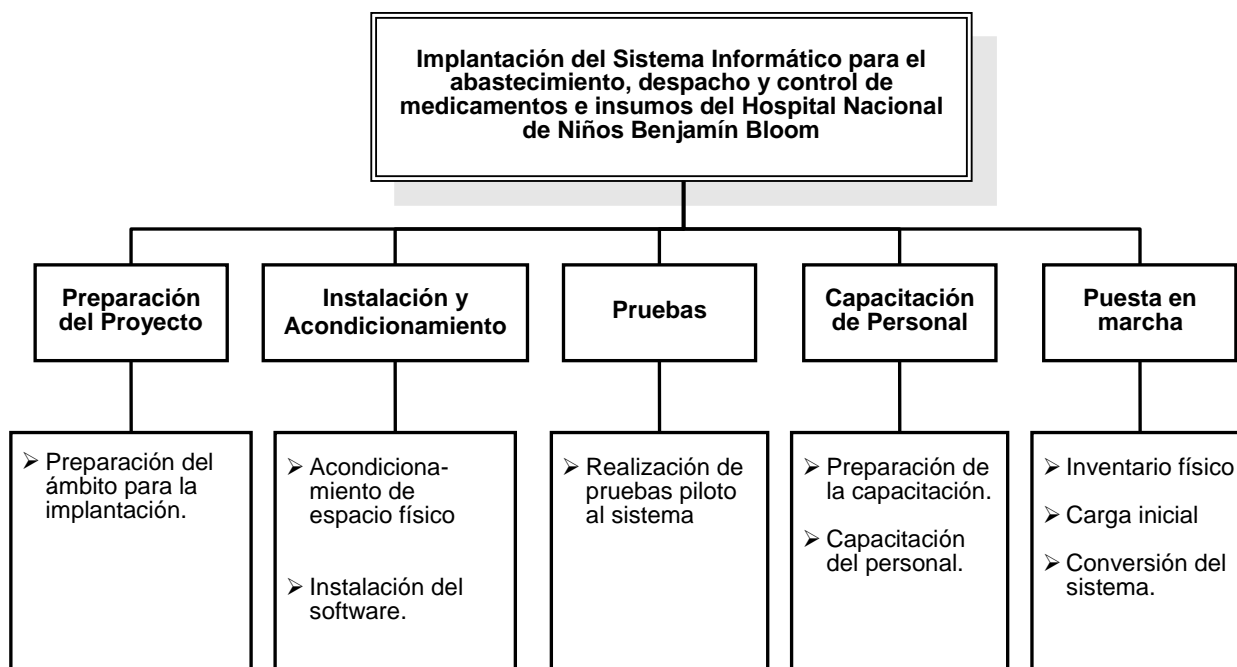 Implantación del Sistema Informático para el
abastecimiento, despacho y control de
medicamentos e insumos del Hospital Nacional
de Niños Benjamín Bloom
Preparación
del Proyecto
Instalación y
Acondicionamiento
Pruebas
Capacitación
de Personal
Puesta en
marcha
➢ Preparación del
ámbito para la
implantación.
➢ Acondiciona-
miento de
espacio físico
➢ Instalación del
software.
➢ Realización de
pruebas piloto
al sistema
➢ Preparación de
la capacitación.
➢ Capacitación
del personal.
➢ Inventario físico
➢ Carga inicial
➢ Conversión del
sistema.